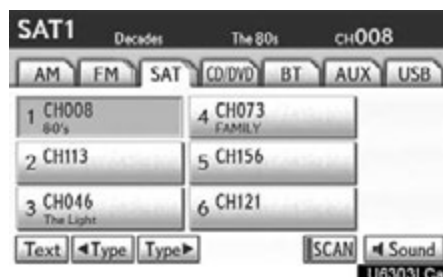 SAT1 Decades The 80s CH008
AM FM SAT CD/DVD BT AUX USB
1 CH008 4 CH073
80's FAMILY
2 CH113 5 CH156
3 CH046 6 CH121
The Light
Text ◄Type Type► SCAN Sound